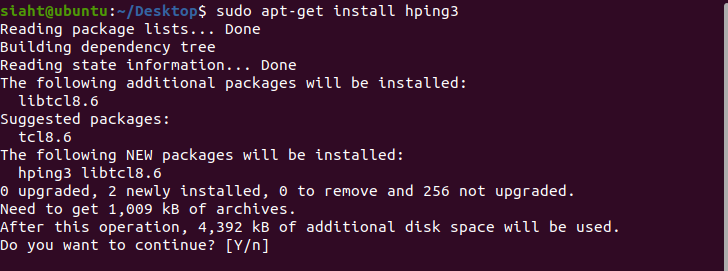 siaht@ubuntu:~/Desktop$ sudo apt-get install hping3
Reading package lists... Done
Building dependency tree
Reading state information... Done
The following additional packages will be installed:
  libtcl8.6
Suggested packages:
  tcl8.6
The following NEW packages will be installed:
  hping3 libtcl8.6
0 upgraded, 2 newly installed, 0 to remove and 256 not upgraded.
Need to get 1,009 kB of archives.
After this operation, 4,392 kB of additional disk space will be used.
Do you want to continue? [Y/n]